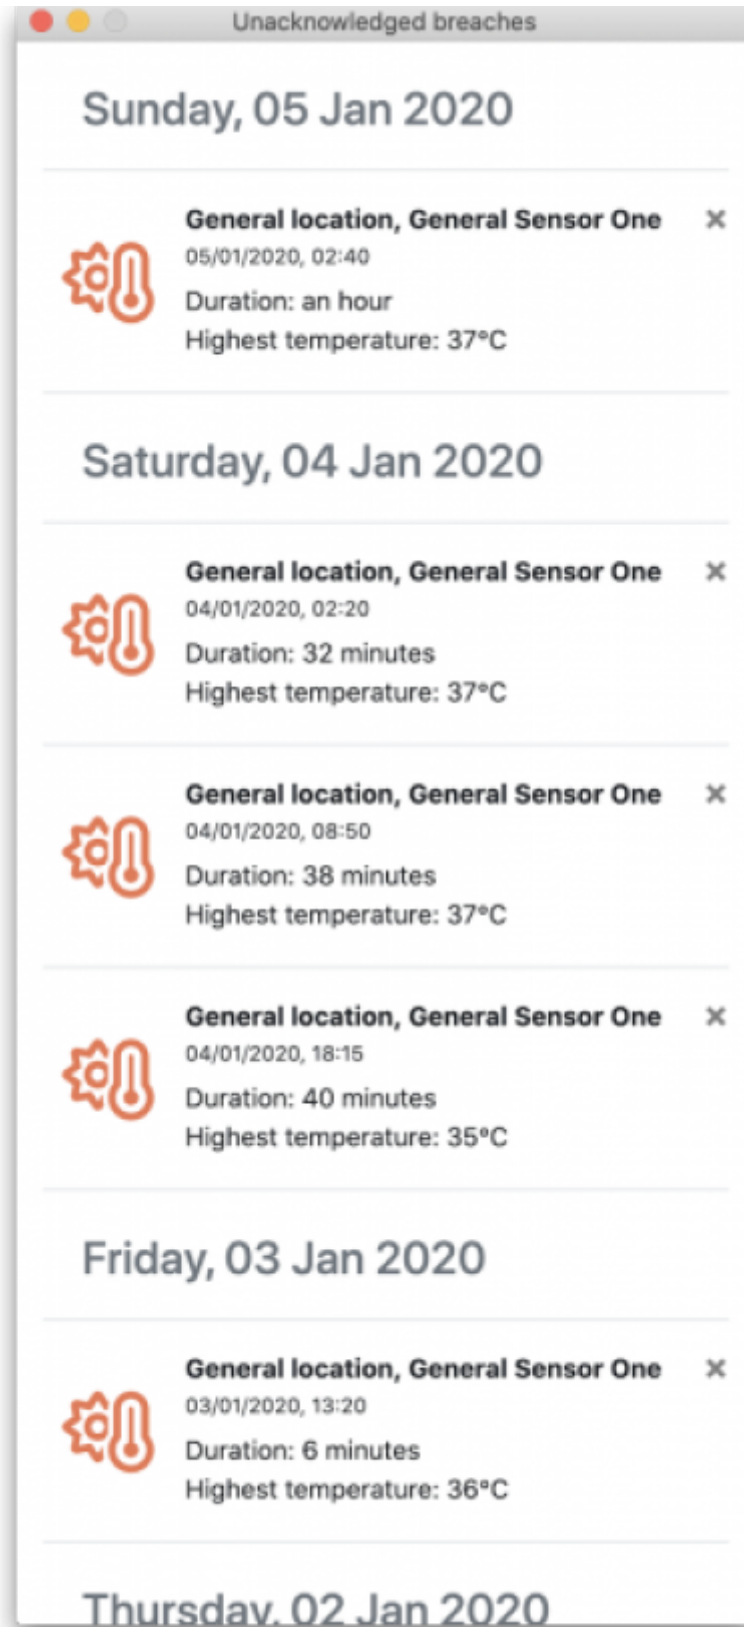 Unacknowledged breaches
Sunday, 05 Jan 2020
General location, General Sensor One
05/01/2020, 02:40
Duration: an hour
Highest temperature: 37°C
Saturday, 04 Jan 2020
General location, General Sensor One
04/01/2020, 02:20
Duration: 32 minutes
Highest temperature: 37°C
General location, General Sensor One
04/01/2020, 08:50
Duration: 38 minutes
Highest temperature: 37°C
General location, General Sensor One
04/01/2020, 18:15
Duration: 40 minutes
Highest temperature: 35°C
Friday, 03 Jan 2020
General location, General Sensor One
03/01/2020, 13:20
Duration: 6 minutes
Highest temperature: 36°C
Thursday, 02 Jan 2020